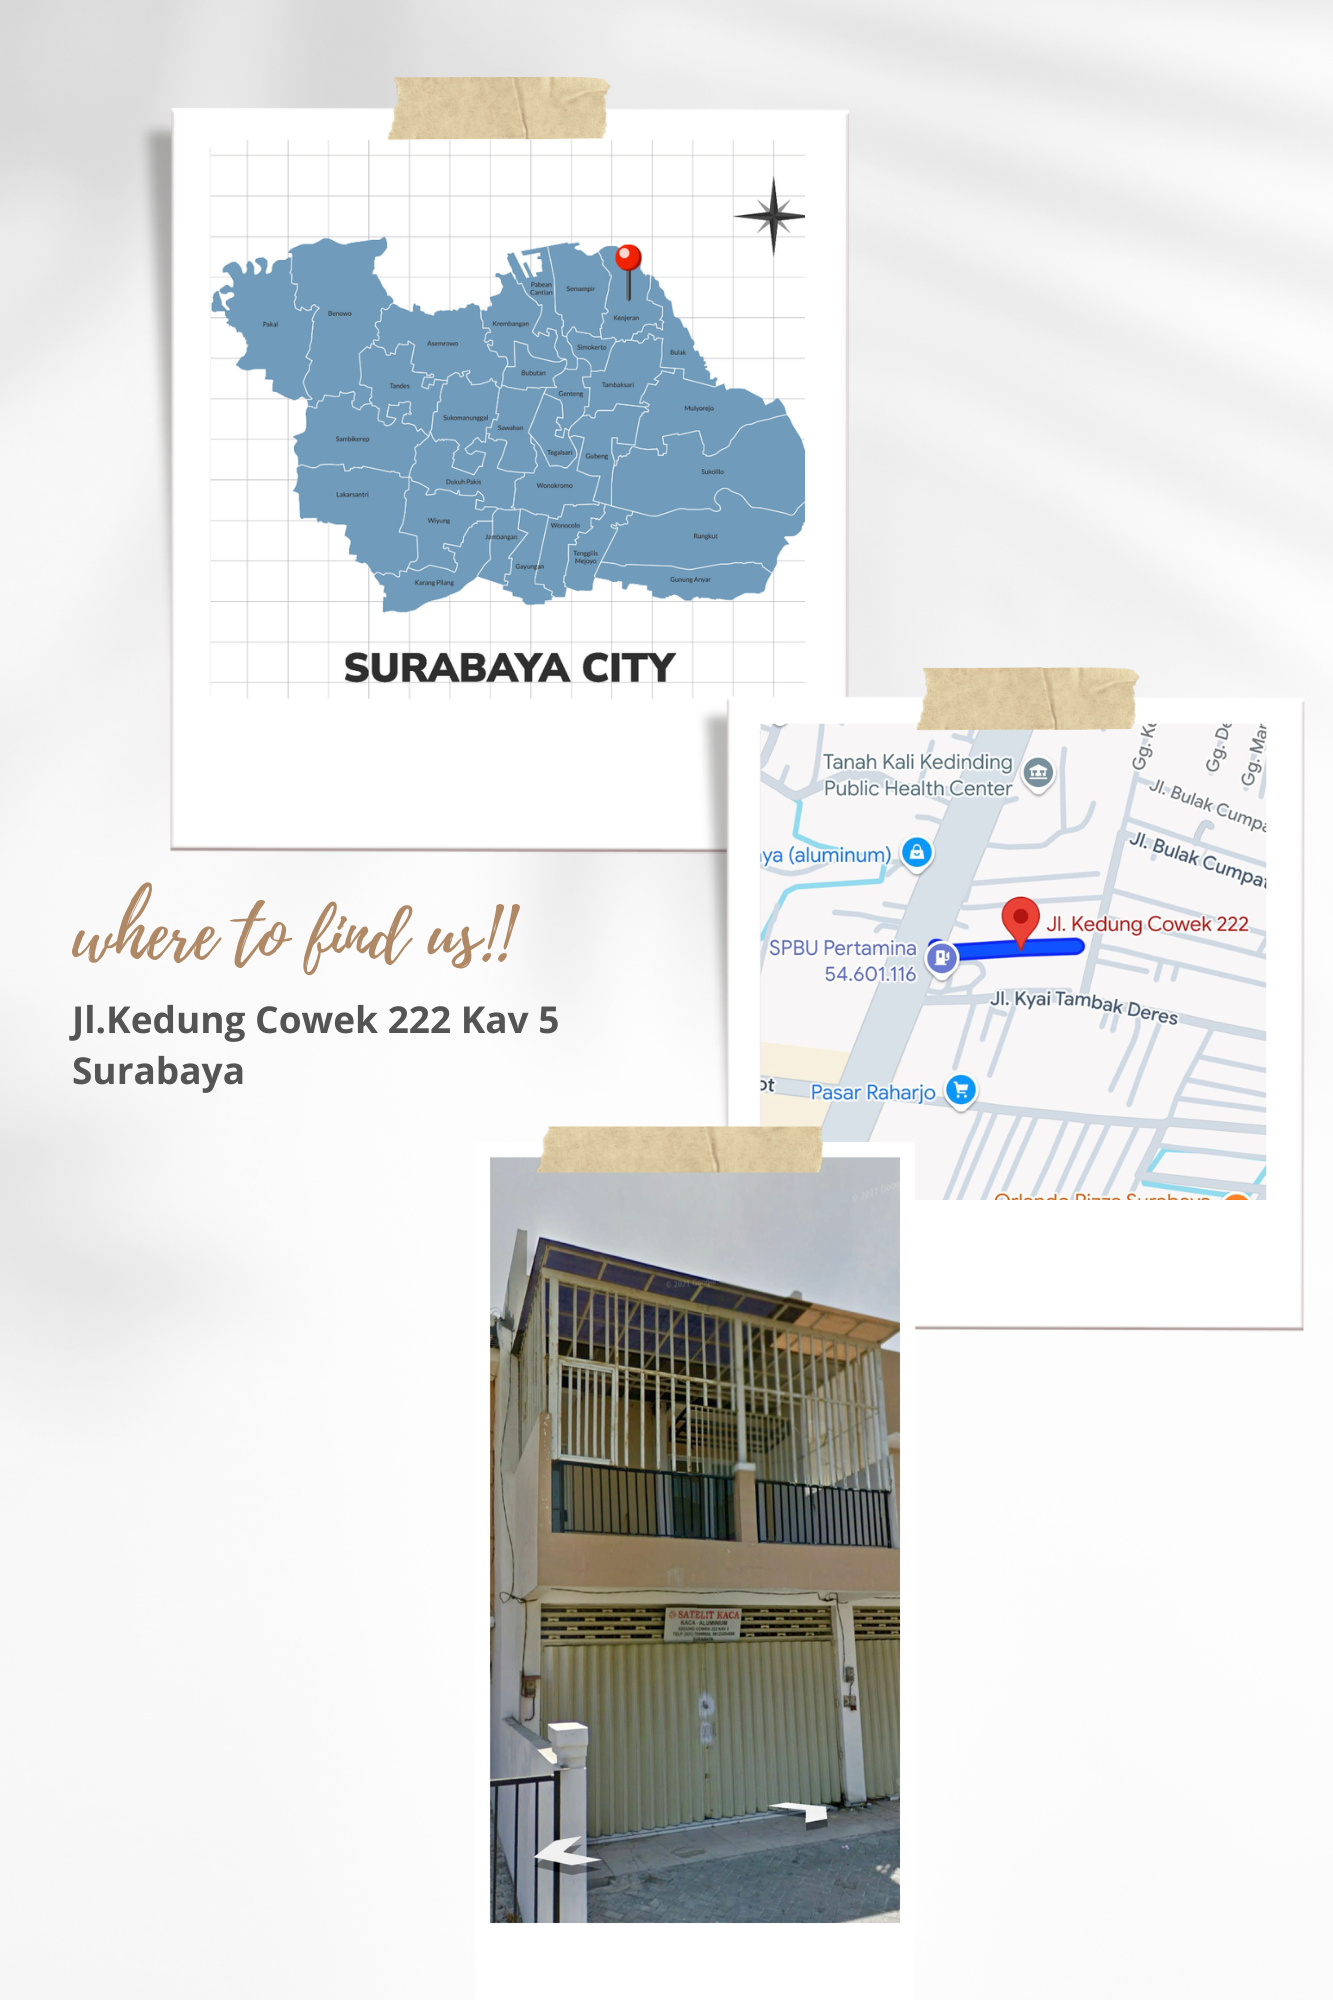 Pakal
Benowo
Asemrowo
Krembangan
Pabean
Cantian
Semampir
Kenjeran
Simokerto
Bulak
Bubutan
Tandes
Genteng
Tambaksari
Mulyorejo
Sukomanunggal
Sawahan
Sambikerep
Tegalsari
Gubeng
Sukolilo
Dukuh Pakis
Wonokromo
Lakarsantri
Wiyung
Jambangan
Wonocolo
Rungkut
Gayungan
Tenggilis
Mejoyo
Karang Pilang
Gunung Anyar
SURABAYA CITY
Tanah Kali Kedinding
Public Health Center
Gg. Ke
Gg. De
Gg. Mar
Jl. Bulak Cumpa
Jl. Bulak Cumpat
ya (aluminum)
Jl. Kedung Cowek 222
SPBU Pertamina
54.601.116
Jl. Kyai Tambak Deres
ot
Pasar Raharjo
Orlando Pizza Surabaya
where to find us!!
Jl.Kedung Cowek 222 Kav 5
Surabaya
SATELIT KACA
KACA - ALUMINIUM